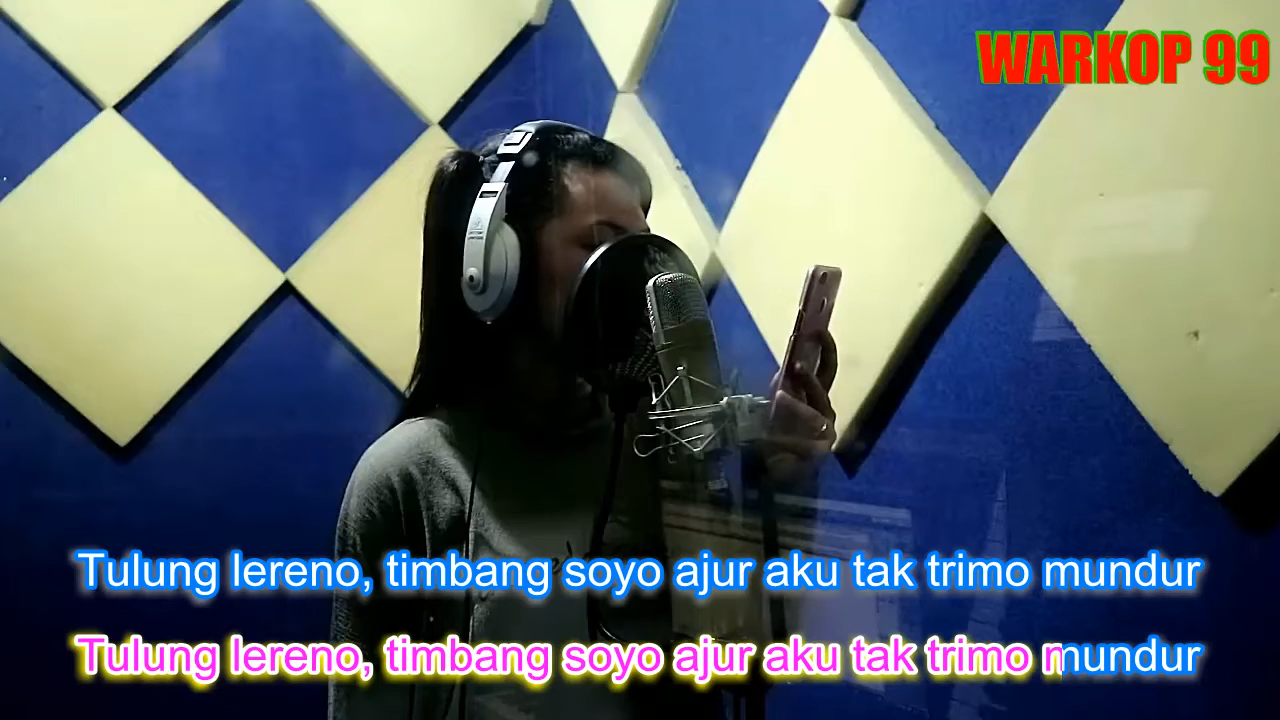 WARKOP 99
Tulung lereno, timbang soyo ajur aku tak trimo mundur
Tulung lereno, timbang soyo ajur aku tak trimo mundur